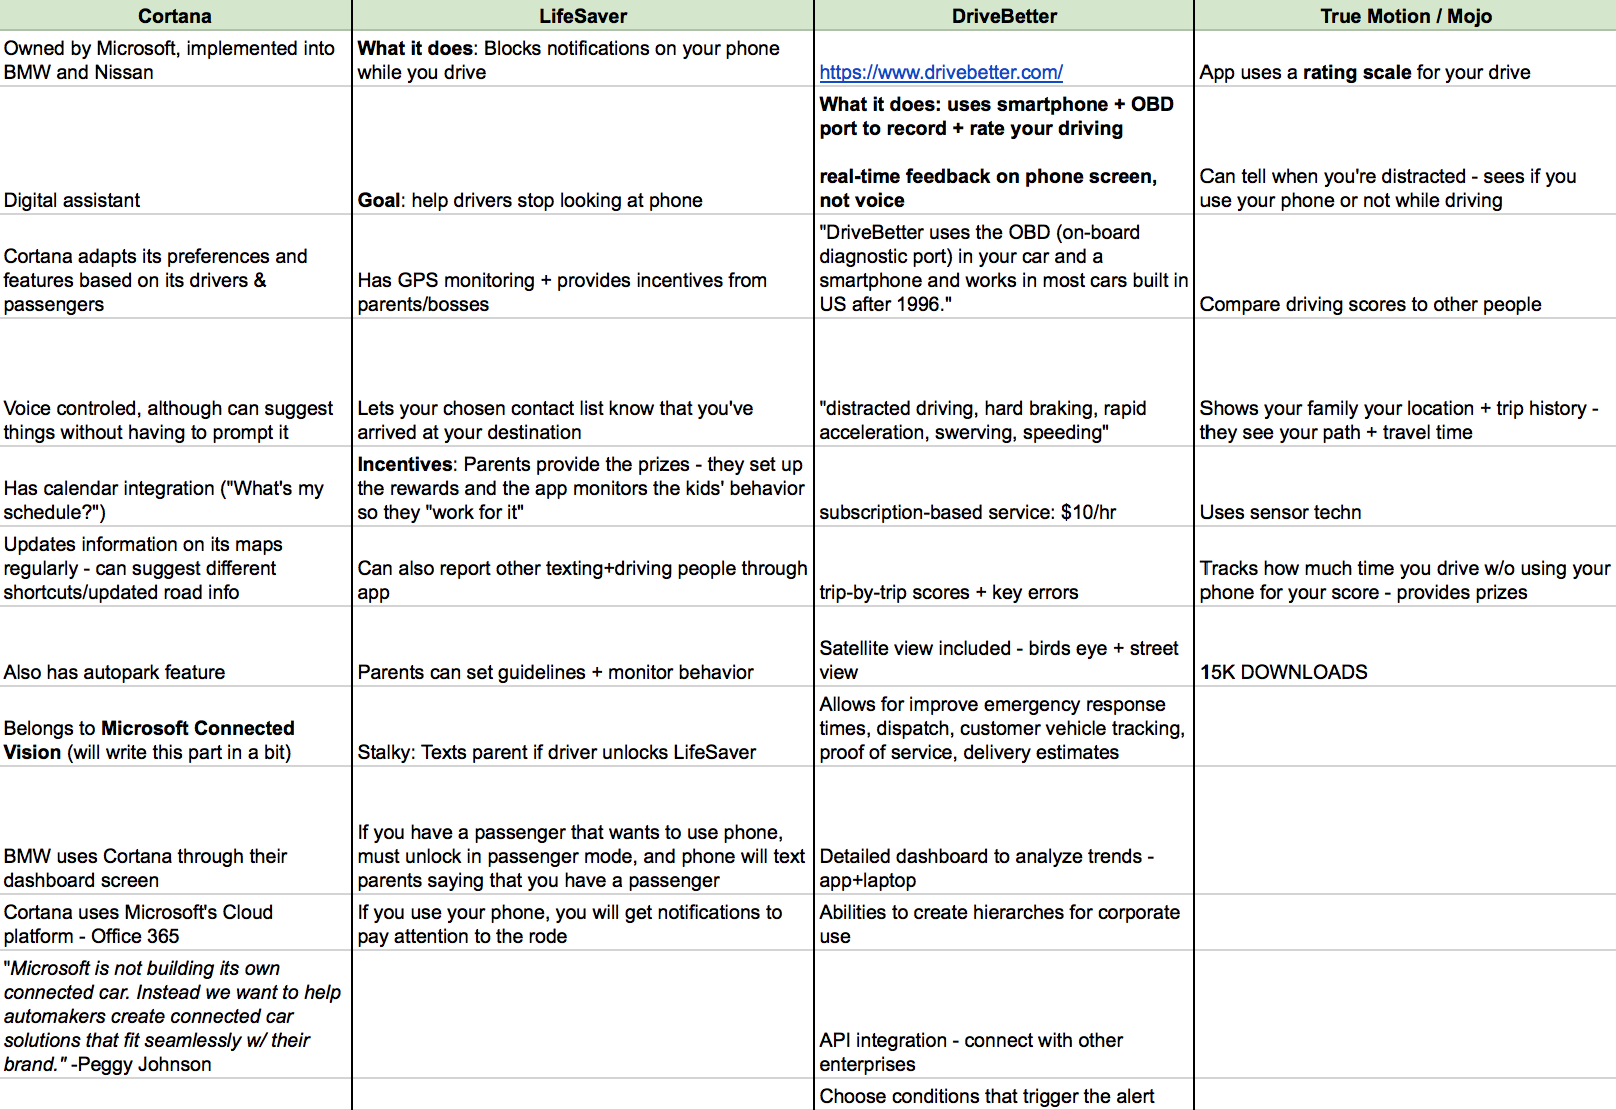 Cortana
LifeSaver
DriveBetter
True Motion / Mojo
Owned by Microsoft, implemented into
BMW and Nissan
What it does: Blocks notifications on your phone
while you drive
https://www.drivebetter.com/
App uses a rating scale for your drive
Digital assistant
Goal: help drivers stop looking at phone
What it does: uses smartphone + OBD
port to record + rate your driving
real-time feedback on phone screen,
not voice
Can tell when you're distracted - sees if you
use your phone or not while driving
Cortana adapts its preferences and
features based on its drivers &
passengers
Has GPS monitoring + provides incentives from
parents/bosses
"DriveBetter uses the OBD (on-board
diagnostic port) in your car and a
smartphone and works in most cars built in
US after 1996."
Compare driving scores to other people
Voice controled, although can suggest
things without having to prompt it
Lets your chosen contact list know that you've
arrived at your destination
"distracted driving, hard braking, rapid
acceleration, swerving, speeding"
Shows your family your location + trip history -
they see your path + travel time
Has calendar integration ("What's my
schedule?")
Incentives: Parents provide the prizes - they set up
the rewards and the app monitors the kids' behavior
so they "work for it"
subscription-based service: $10/hr
Uses sensor techn
Updates information on its maps
regularly - can suggest different
shortcuts/updated road info
Can also report other texting+driving people through
app
trip-by-trip scores + key errors
Tracks how much time you drive w/o using your
phone for your score - provides prizes
Also has autopark feature
Parents can set guidelines + monitor behavior
Satellite view included - birds eye + street
view
15K DOWNLOADS
Belongs to Microsoft Connected
Vision (will write this part in a bit)
Stalky: Texts parent if driver unlocks LifeSaver
Allows for improve emergency response
times, dispatch, customer vehicle tracking,
proof of service, delivery estimates
BMW uses Cortana through their
dashboard screen
If you have a passenger that wants to use phone,
must unlock in passenger mode, and phone will text
parents saying that you have a passenger
Detailed dashboard to analyze trends -
app+laptop
Cortana uses Microsoft's Cloud
platform - Office 365
If you use your phone, you will get notifications to
pay attention to the rode
Abilities to create hierarches for corporate
use
"Microsoft is not building its own
connected car. Instead we want to help
automakers create connected car
solutions that fit seamlessly w/ their
brand." -Peggy Johnson
API integration - connect with other
enterprises
Choose conditions that trigger the alert